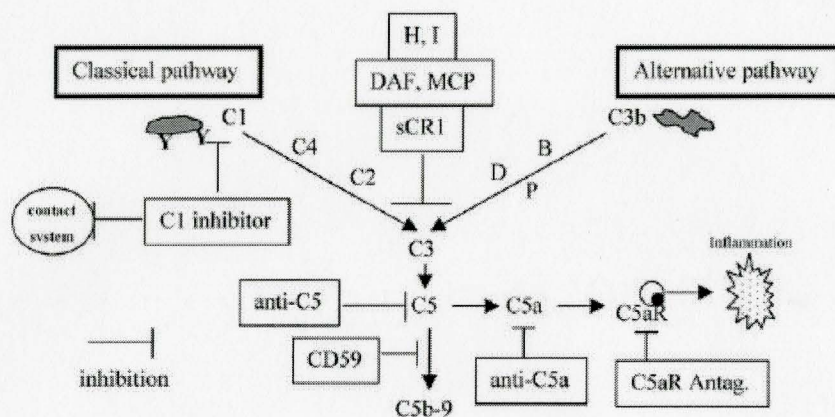 H, I
Classical pathway
DAF, MCP
Alternative pathway
sCR1
C1
C3b
Y
Y
C4
B
C2
D
P
contact
system
C1 inhibitor
C3
Inflammation
anti-C5
C5
C5a
C5aR
CD59
inhibition
anti-C5a
C5aR Antag.
C5b-9